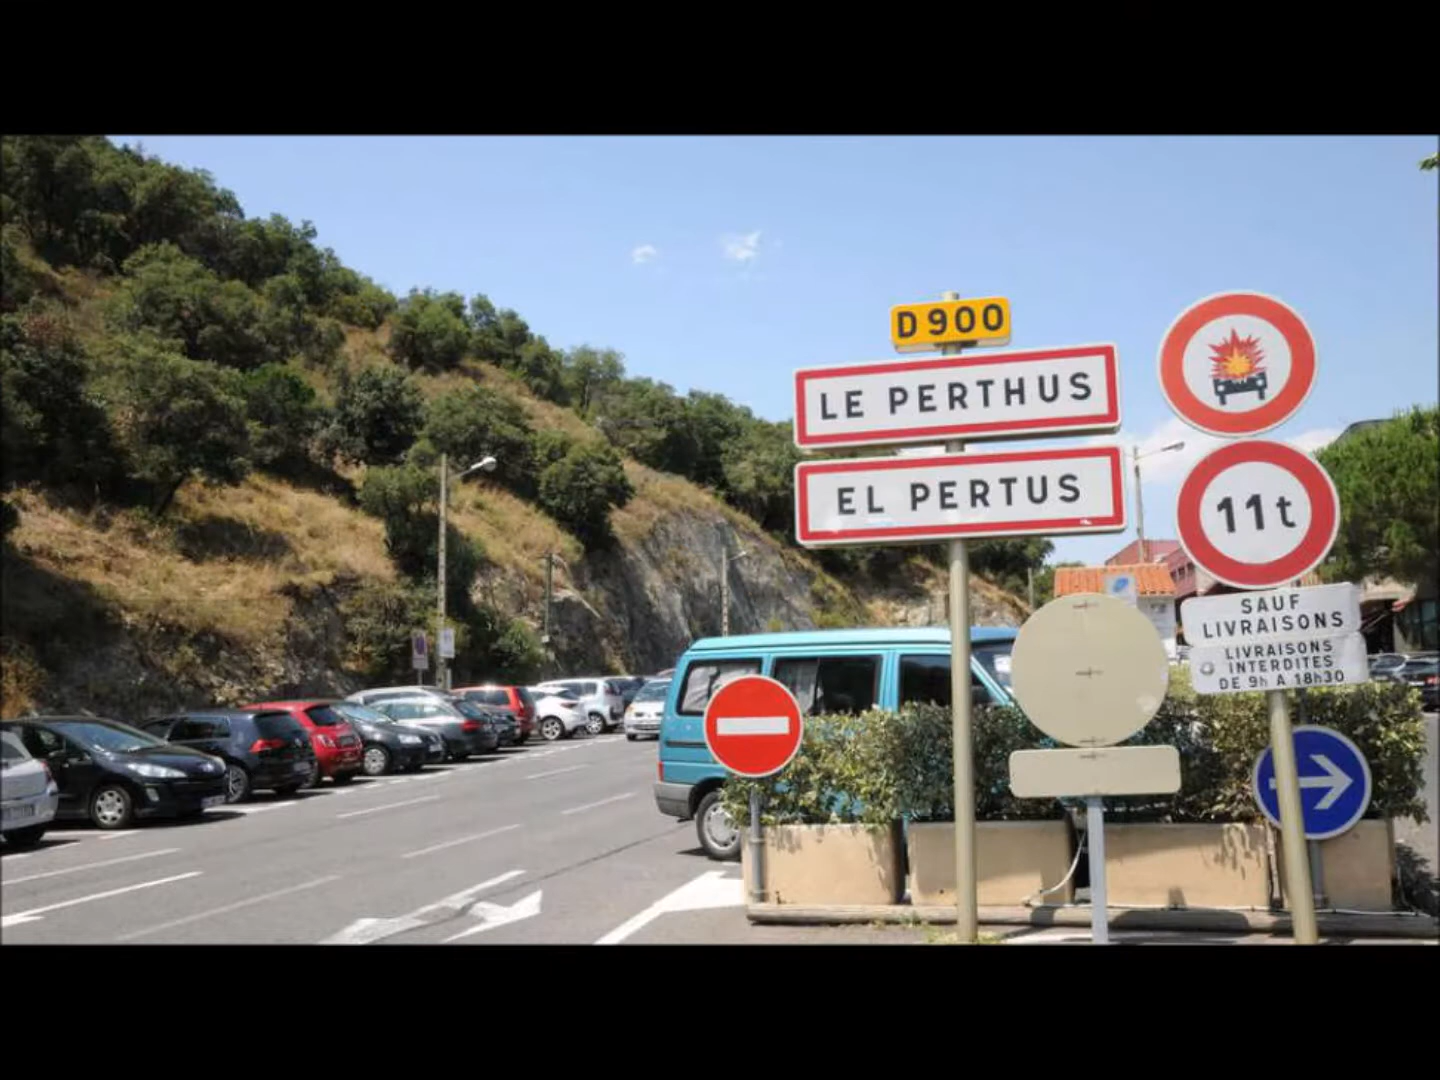 D900
LE PERTHUS
EL PERTUS
11t
SAUF
LIVRAISONS
LIVRAISONS
INTERDITES
DE 9h A 18h30